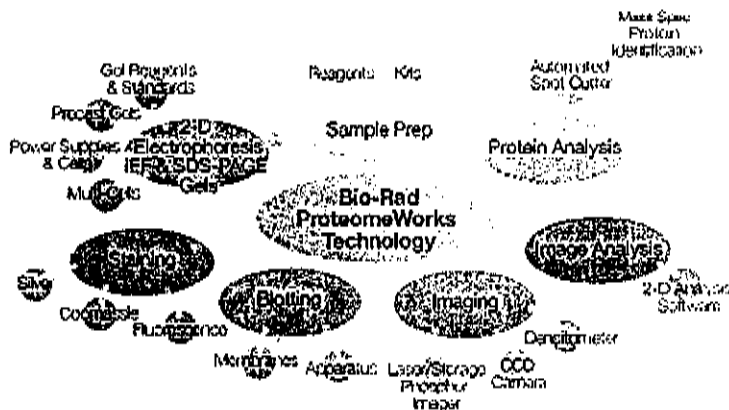 Mass Spec
Protein
Identification
Gel Reagents
& Standards
Reagents Kits
Automated
Spot Cutter
Precast Gels
Sample Prep
2-D
Electrophoresis
IEF & SDS-PAGE
Gels
Protein Analysis
Power Supplies
& Cells
Multi-Cells
Bio-Rad
ProteomeWorks
Technology
Image Analysis
Staining
Silver
Blotting
Imaging
2-D Analysis
Software
Coomassie
Fluorescence
Densitometer
Membranes
Apparatus
Laser/Storage
Phosphor
Imager
CCD
Camera